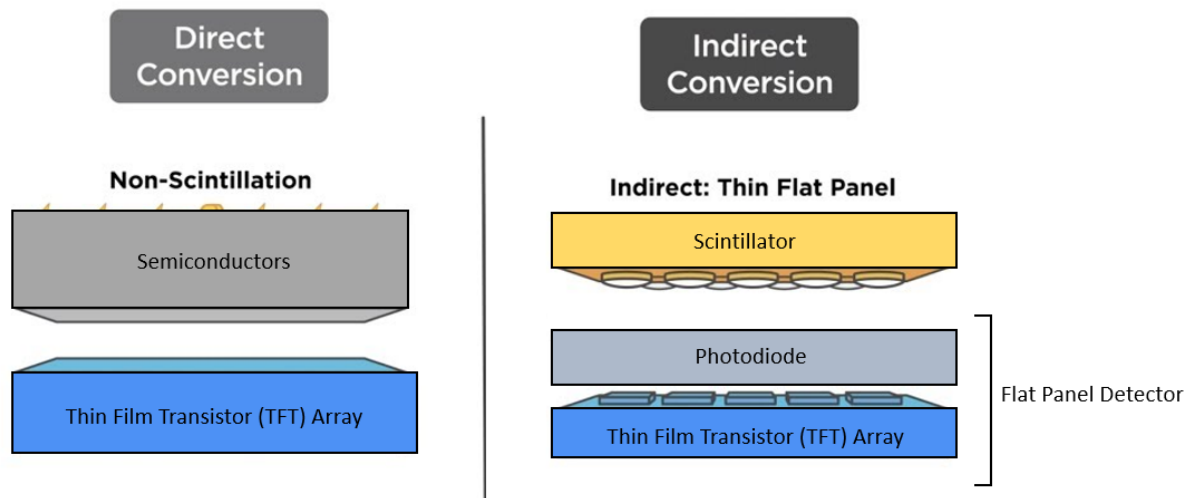 Direct
Conversion
Indirect
Conversion
Non-Scintillation
Indirect: Thin Flat Panel
Semiconductors
Scintillator
Photodiode
Flat Panel Detector
Thin Film Transistor (TFT) Array
Thin Film Transistor (TFT) Array